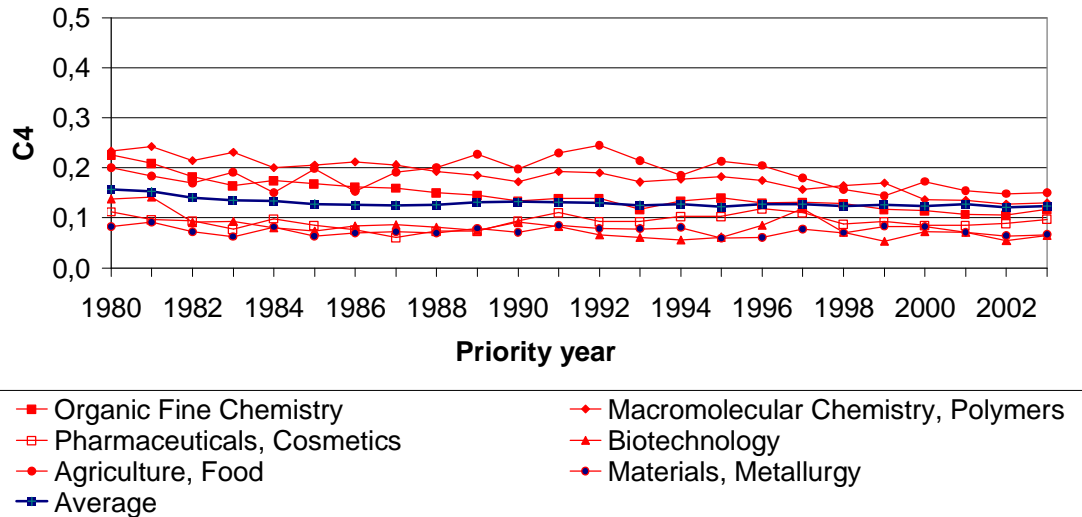 0,5
0,4
0,3
0,2
0,1
0,0
C4
1980 1982 1984 1986 1988 1990 1992 1994 1996 1998 2000 2002
Priority year
Organic Fine Chemistry
Macromolecular Chemistry, Polymers
Pharmaceuticals, Cosmetics
Biotechnology
Agriculture, Food
Materials, Metallurgy
Average